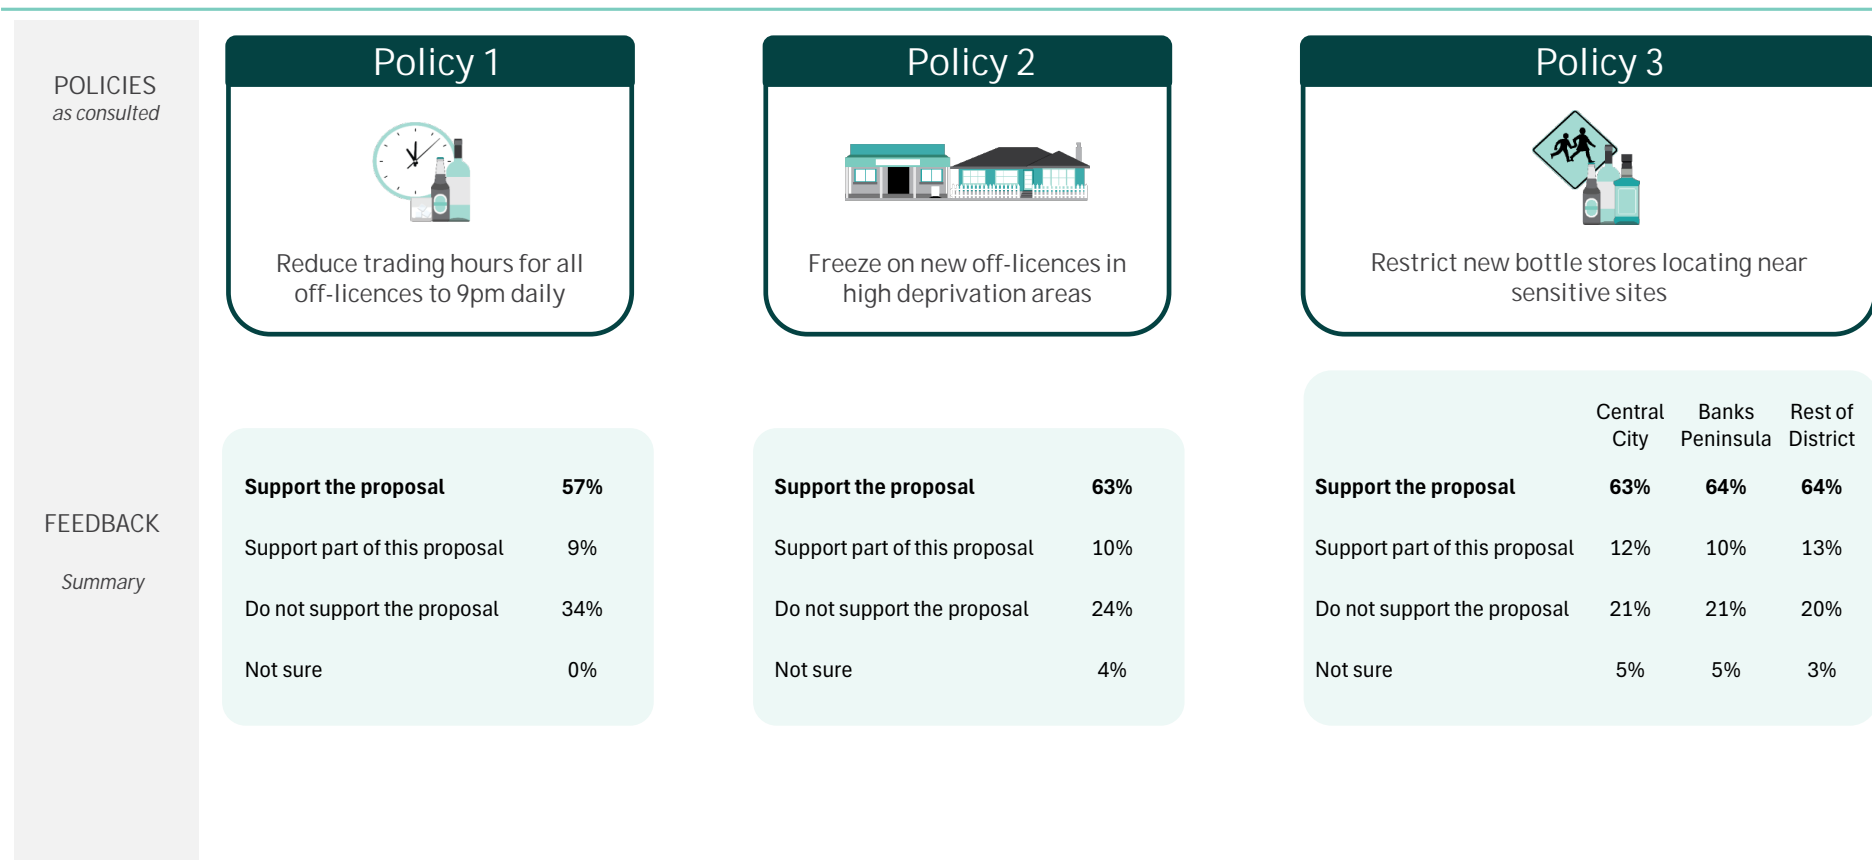 POLICIES
as consulted
Policy 1
Reduce trading hours for all
off-licences to 9pm daily
Policy 2
Freeze on new off-licences in
high deprivation areas
Policy 3
Restrict new bottle stores locating near
sensitive sites
FEEDBACK
Summary
Support the proposal 57%
Support part of this proposal 9%
Do not support the proposal 34%
Not sure 0%
Support the proposal 63%
Support part of this proposal 10%
Do not support the proposal 24%
Not sure 4%
Central Banks Rest of
City Peninsula District
Support the proposal 63% 64% 64%
Support part of this proposal 12% 10% 13%
Do not support the proposal 21% 21% 20%
Not sure 5% 5% 3%